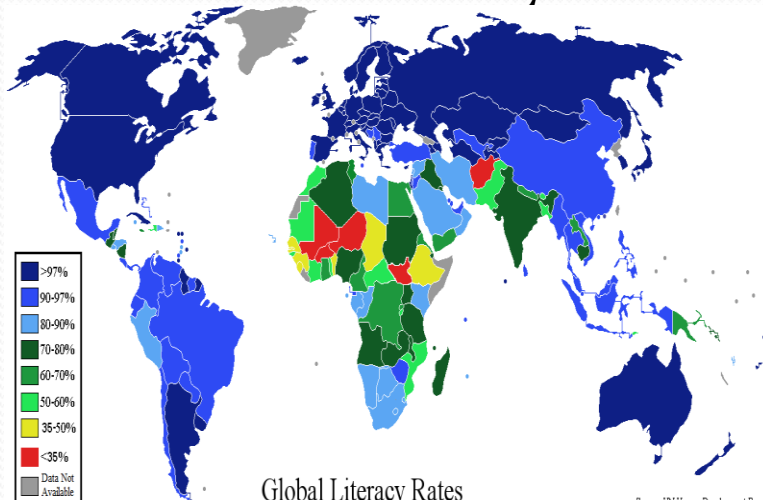 >97%
90-97%
80-90%
70-80%
60-70%
50-60%
35-50%
<35%
Data Not
Available
Global Literacy Rates